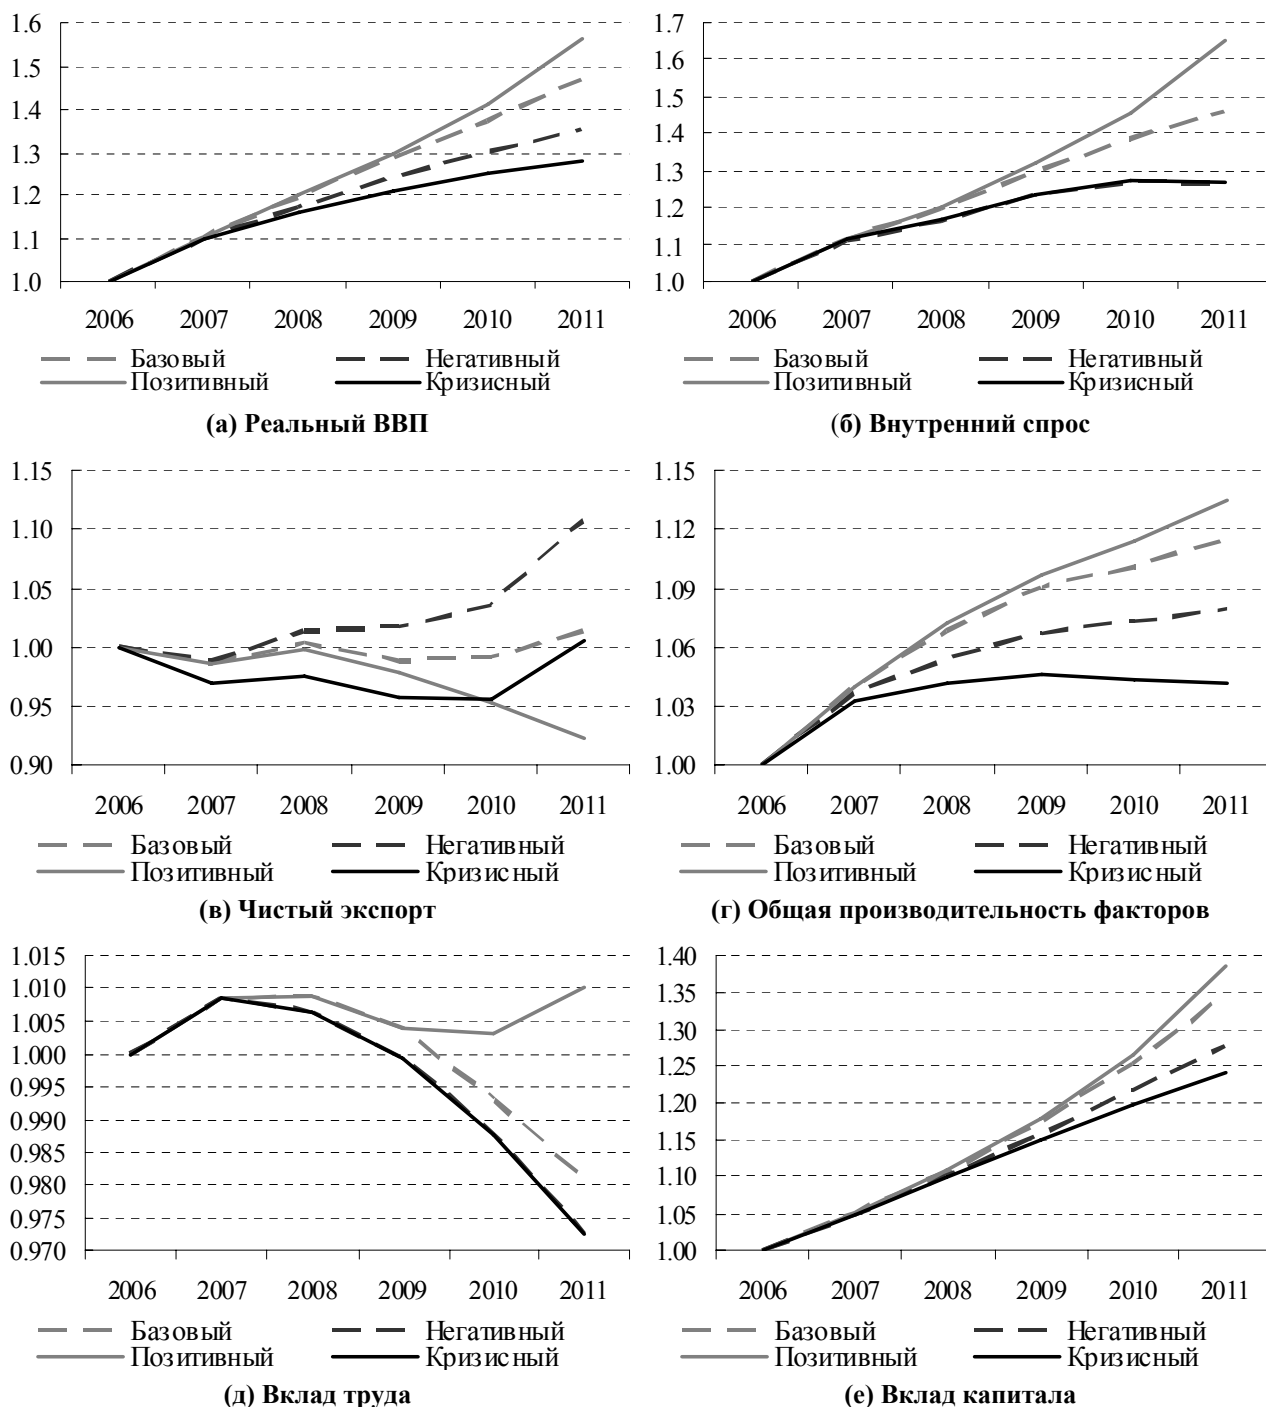 1.6
1.5
1.4
1.3
1.2
1.1
1.0
2006 2007 2008 2009 2010 2011
Базовый Негативный
Позитивный Кризисный
(а) Реальный ВВП
1.7
1.6
1.5
1.4
1.3
1.2
1.1
1.0
2006 2007 2008 2009 2010 2011
Базовый Негативный
Позитивный Кризисный
(б) Внутренний спрос
1.15
1.10
1.05
1.00
0.95
0.90
2006 2007 2008 2009 2010 2011
Базовый Негативный
Позитивный Кризисный
(в) Чистый экспорт
1.15
1.12
1.09
1.06
1.03
1.00
2006 2007 2008 2009 2010 2011
Базовый Негативный
Позитивный Кризисный
(г) Общая производительность факторов
1.015
1.010
1.005
1.000
0.995
0.990
0.985
0.980
0.975
0.970
2006 2007 2008 2009 2010 2011
Базовый Негативный
Позитивный Кризисный
(д) Вклад труда
1.40
1.35
1.30
1.25
1.20
1.15
1.10
1.05
1.00
2006 2007 2008 2009 2010 2011
Базовый Негативный
Позитивный Кризисный
(е) Вклад капитала